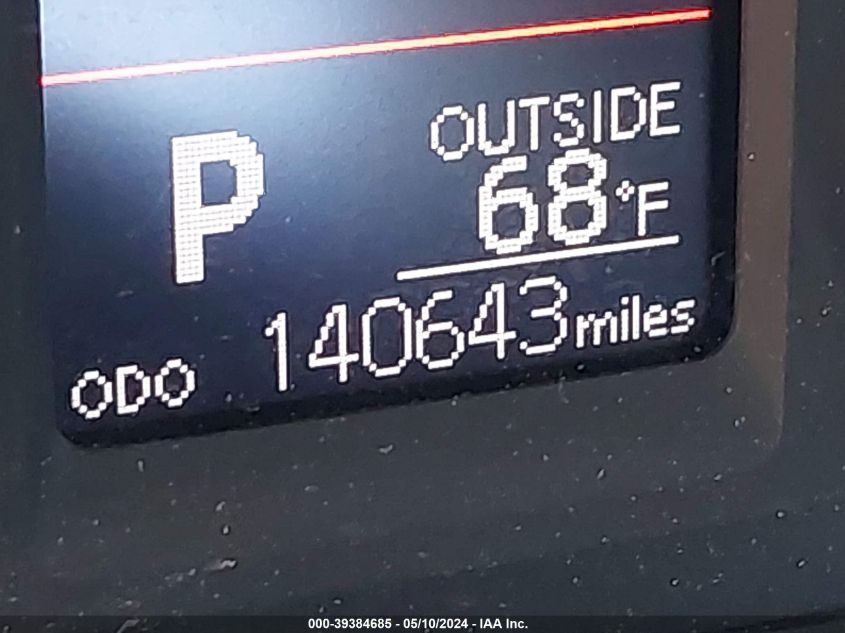 OUTSIDE
P 68°F
ODO 140643 miles
000-39384685 - 05/10/2024 - IAA Inc.